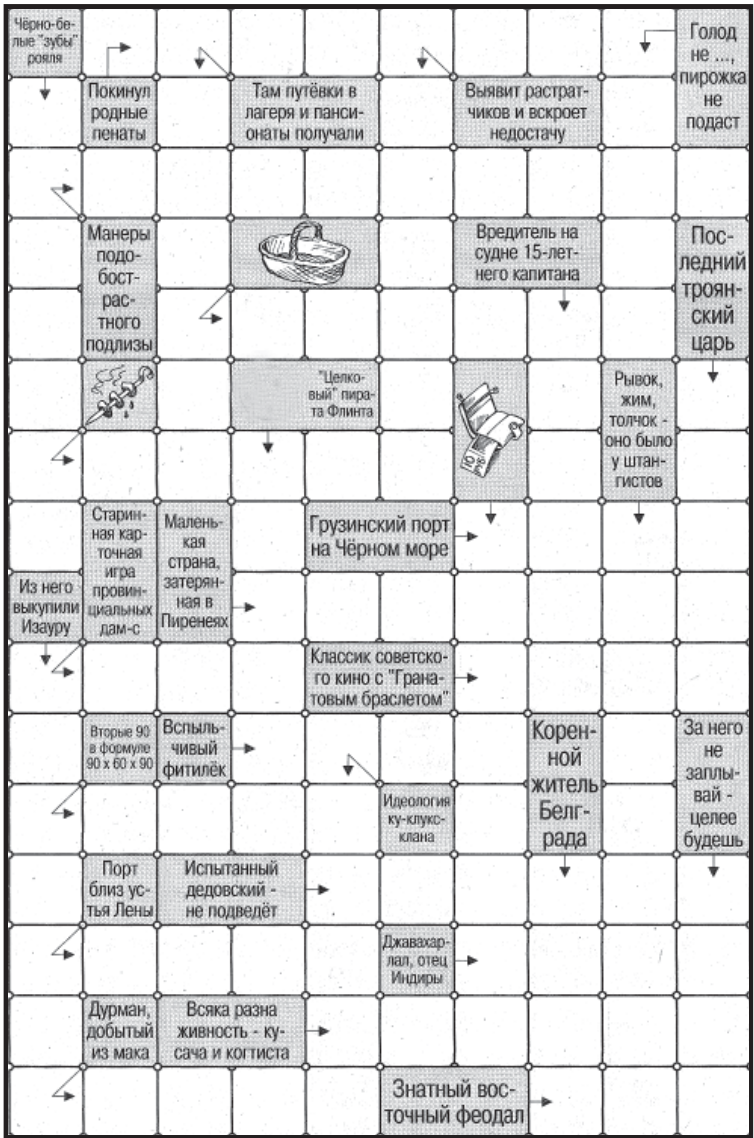 Чёрно-бе-
лые "зубы"
рояля
Голод
не ...,
пирожка
не
подаст
Покинул
родные
пенаты
Там путёвки в
лагеря и панси-
онаты получали
Выявит растрат-
чиков и вскроет
недостачу
Манеры
подо-
бост-
рас-
тного
подлизы
Вредитель на
судне 15-лет-
него капитана
Пос-
ледний
троян-
ский
царь
"Целко-
вый" пира-
та Флинта
10
РУБ
Рывок,
жим,
толчок -
оно было
у штан-
гистов
Старин-
ная кар-
точная
игра
провин-
циальных
дам-с
Малень-
кая
страна,
затерян-
ная в
Пиренеях
Грузинский порт
на Чёрном море
Из него
выкупили
Изауру
Классик советско-
го кино с "Грана-
товым браслетом"
Вторые 90
в формуле
90 х 60 х 90
Вспыль-
чивый
фитилёк
Корен-
ной
житель
Белг-
рада
За него
не
заплы-
вай -
целее
будешь
Идеология
ку-клукс-
клана
Порт
близ ус-
тья Лены
Испытанный
дедовский -
не подведёт
Джавахар-
лал, отец
Индиры
Дурман,
добытый
из мака
Всяка разна
живность - ку-
сача и когтиста
Знатный вос-
точный феодал